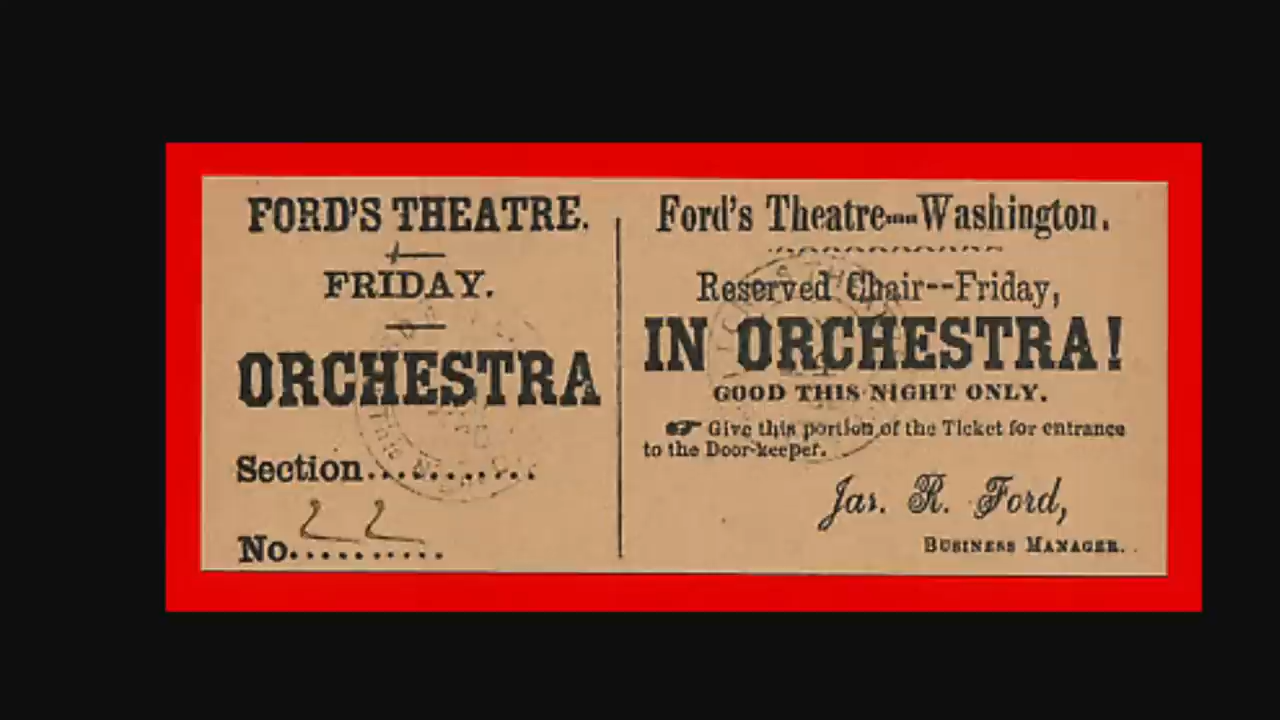 FORD'S THEATRE.
FRIDAY.
ORCHESTRA
Section...........
No..........
22
Ford's Theatre---Washington.
Reserved Chair--Friday,
IN ORCHESTRA!
GOOD THIS NIGHT ONLY.
☞ Give this portion of the Ticket for entrance
to the Door-keeper.
Jas. R. Ford,
BUSINESS MANAGER.